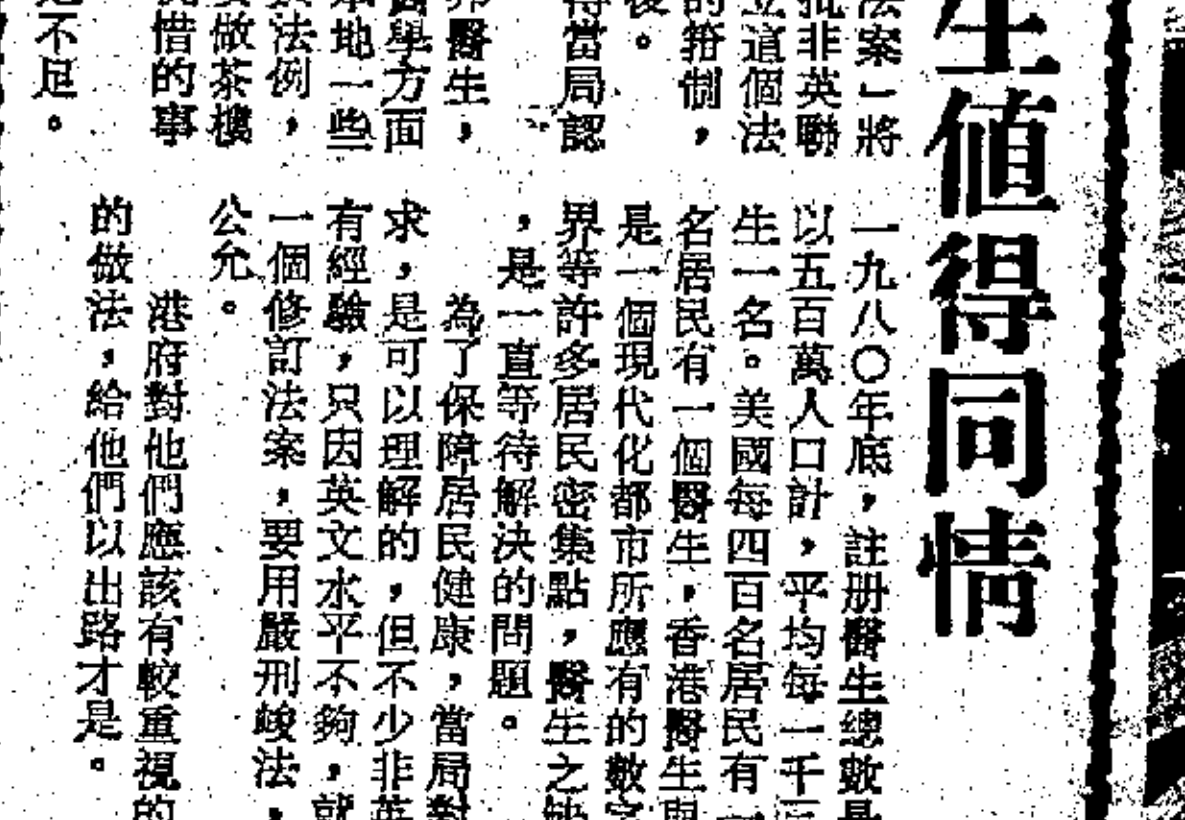 生值得同情
法案」將
批非英聯
立這個法
的箝制，
後。
得當局認
醫生，
醫學方面
本地一些
法例，
做茶樓
惜的事
不足。
一九八〇年底，註册醫生總數是
以五百萬人口計，平均每一千三
生一名。美國每四百名居民有一
名居民有一個醫生，香港醫生與
是一個現代化都市所應有的數字
界等許多居民密集點，醫生之缺
，是一直等待解決的問題。
為了保障居民健康，當局對
求，是可以理解的，但不少非英
有經驗，只因英文水平不夠，就
一個修訂法案，要用嚴刑峻法，
公允。
港府對他們應該有較重視的
的做法，給他們以出路才是。